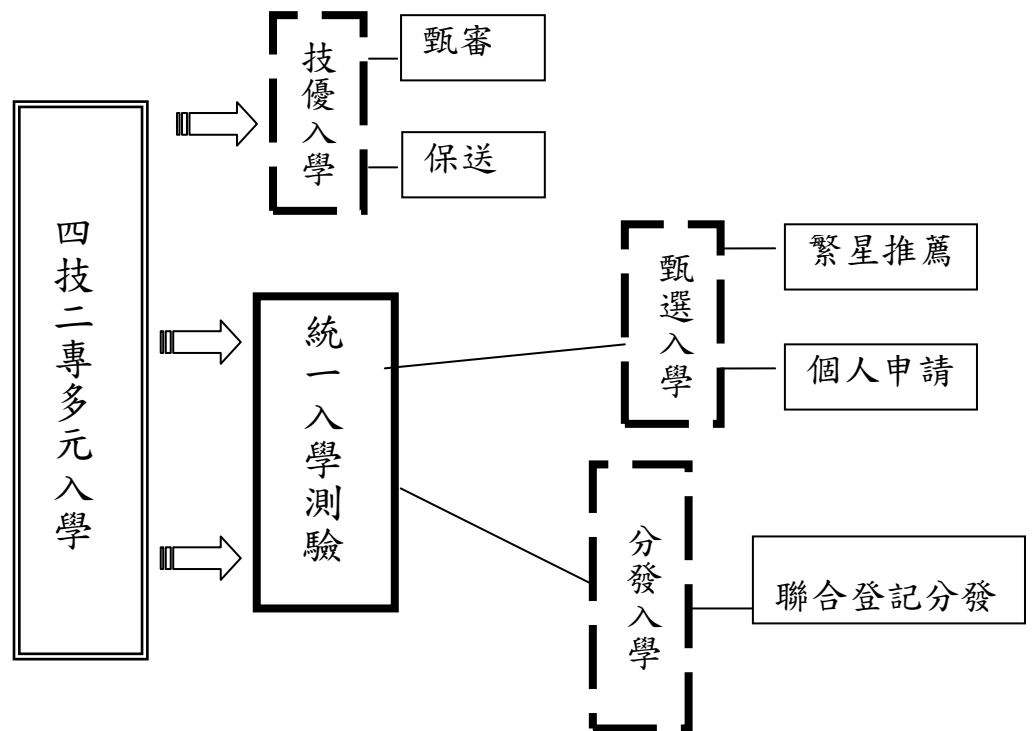 四技二專多元入學
技優入學
甄審
保送
統一入學測驗
甄選入學
繁星推薦
個人申請
分發入學
聯合登記分發